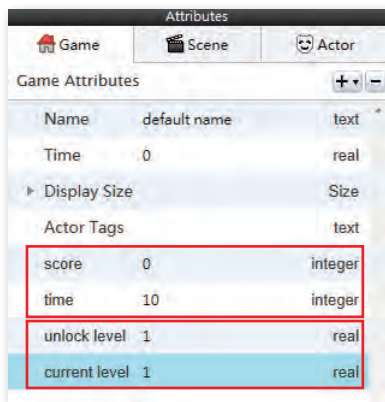 Attributes
Game Scene Actor
Game Attributes + -
Name default name text
Time 0 real
Display Size Size
Actor Tags text
score 0 integer
time 10 integer
unlock level 1 real
current level 1 real